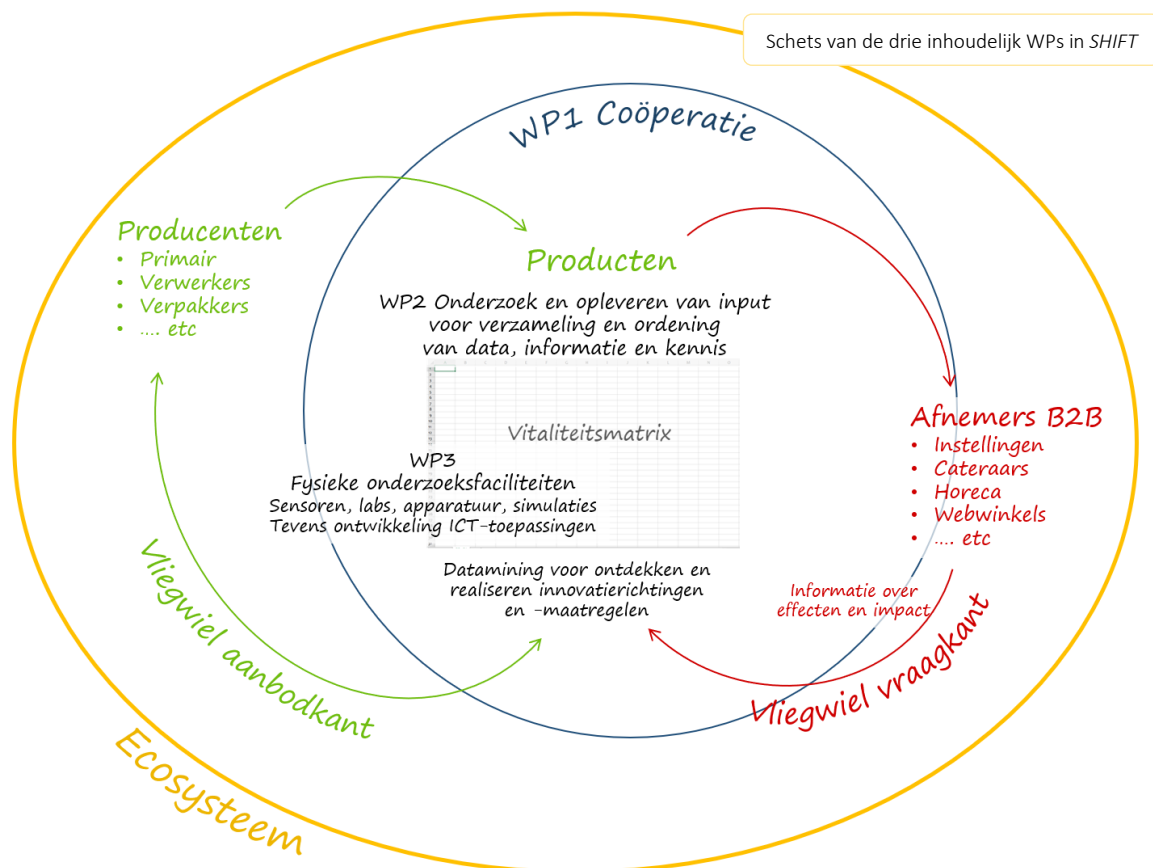 Schets van de drie inhoudelijk WPs in SHIFT
WP1 Coöperatie
Producenten
• Primair
• Verwerkers
• Verpakkers
• .... etc
Producten
WP2 Onderzoek en opleveren van input
voor verzameling en ordening
van data, informatie en kennis
Vitaliteitsmatrix
WP3
Fysieke onderzoeksfaciliteiten
Sensoren, labs, apparatuur, simulaties
Tevens ontwikkeling ICT-toepassingen
Datamining voor ontdekken en
realiseren innovatierichtingen
en -maatregelen
Afnemers B2B
• Instellingen
• Cateraars
• Horeca
• Webwinkels
• .... etc
Informatie over
effecten en impact
Vliegwiel aanbodkant
Vliegwiel vraagkant
Ecosysteem